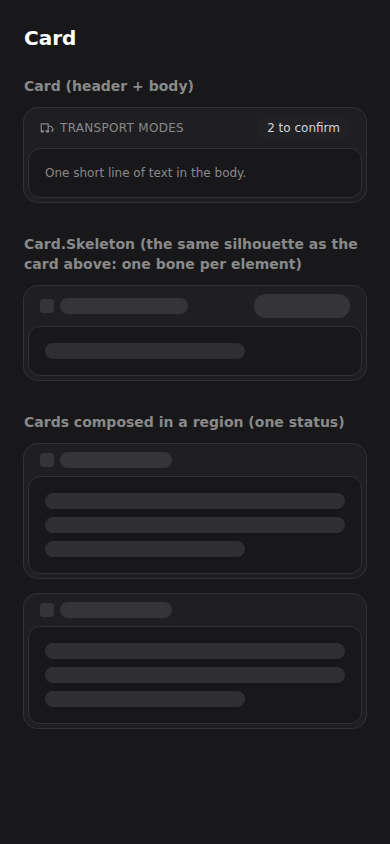 Card
Card (header + body)
TRANSPORT MODES
2 to confirm
One short line of text in the body.
Card.Skeleton (the same silhouette as the
card above: one bone per element)
Cards composed in a region (one status)